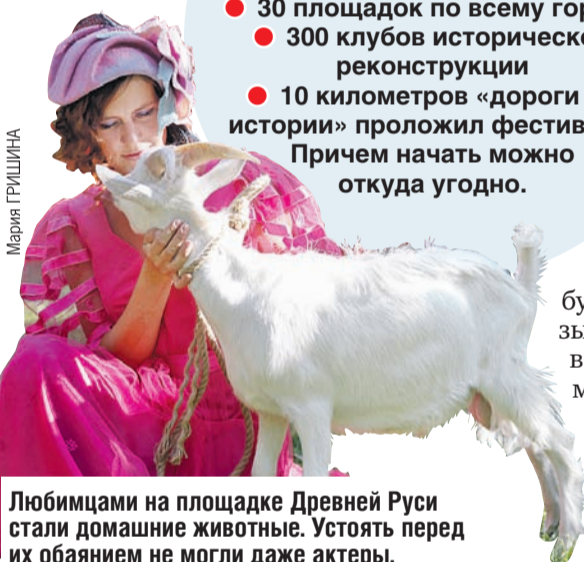 ● 30 площадок по всему гор
● 300 клубов историческо
реконструкции
● 10 километров «дороги
истории» проложил фестив
Причем начать можно
откуда угодно.
Мария ГРИШИНА
бу
зы
в
м
Любимцами на площадке Древней Руси
стали домашние животные. Устоять перед
их обаянием не могли даже актеры.